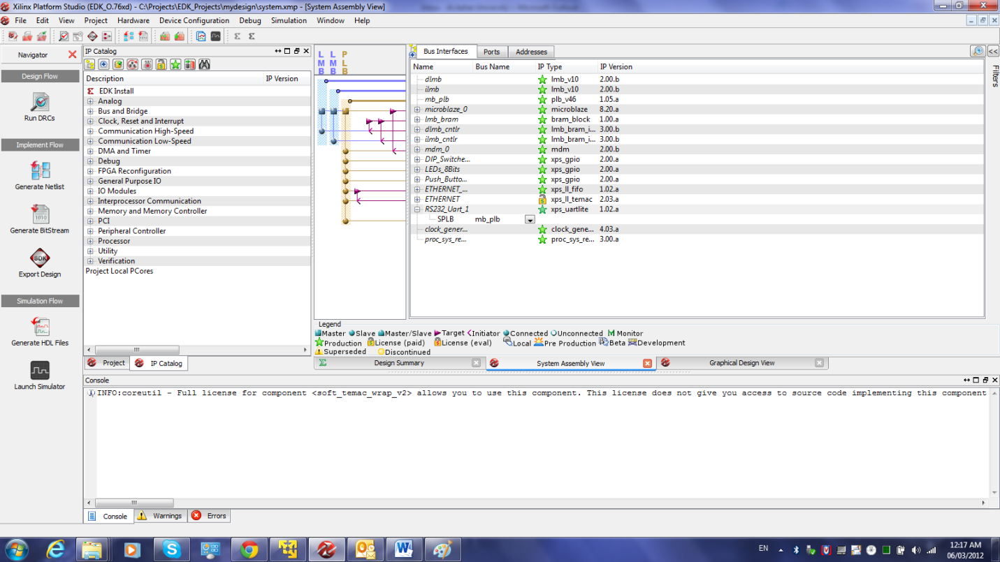 Xilinx Platform Studio (EDK_O.76xd) - C:\Projects\EDK_Projects\mydesign\system.xmp - [System Assembly View]
File Edit View Project Hardware Device Configuration Debug Simulation Window Help
Navigator
Design Flow
Run DRCs
Implement Flow
Generate Netlist
Generate BitStream
SDK
Export Design
Simulation Flow
Generate HDL Files
Launch Simulator
IP Catalog
Description IP Version
EDK Install
Analog
Bus and Bridge
Clock, Reset and Interrupt
Communication High-Speed
Communication Low-Speed
DMA and Timer
Debug
FPGA Reconfiguration
General Purpose IO
IO Modules
Interprocessor Communication
Memory and Memory Controller
PCI
Peripheral Controller
Processor
Utility
Verification
Project Local PCores
Project IP Catalog
L L P
M M L
B B B
Bus Interfaces Ports Addresses
Name Bus Name IP Type IP Version
dlmb lmb_v10 2.00.b
ilmb lmb_v10 2.00.b
mb_plb plb_v46 1.05.a
microblaze_0 microblaze 8.20.a
lmb_bram bram_block 1.00.a
dlmb_cntlr lmb_bram_i... 3.00.b
ilmb_cntlr lmb_bram_i... 3.00.b
mdm_0 mdm 2.00.b
DIP_Switche... xps_gpio 2.00.a
LEDs_8Bits xps_gpio 2.00.a
Push_Butto... xps_gpio 2.00.a
ETHERNET_... xps_ll_fifo 1.02.a
ETHERNET xps_ll_temac 2.03.a
RS232_Uart_1 xps_uartlite 1.02.a
SPLB mb_plb
clock_gener... clock_gene... 4.03.a
proc_sys_re... proc_sys_re... 3.00.a
Filters
Legend
Master Slave Master/Slave Target Initiator Connected Unconnected Monitor
Production License (paid) License (eval) Local Pre Production Beta Development
Superseded Discontinued
Design Summary System Assembly View Graphical Design View
Console
INFO:coreutil - Full license for component <soft_temac_wrap_v2> allows you to use this component. This license does not give you access to source code implementing this component
Console Warnings Errors
EN
12:17 AM
06/03/2012